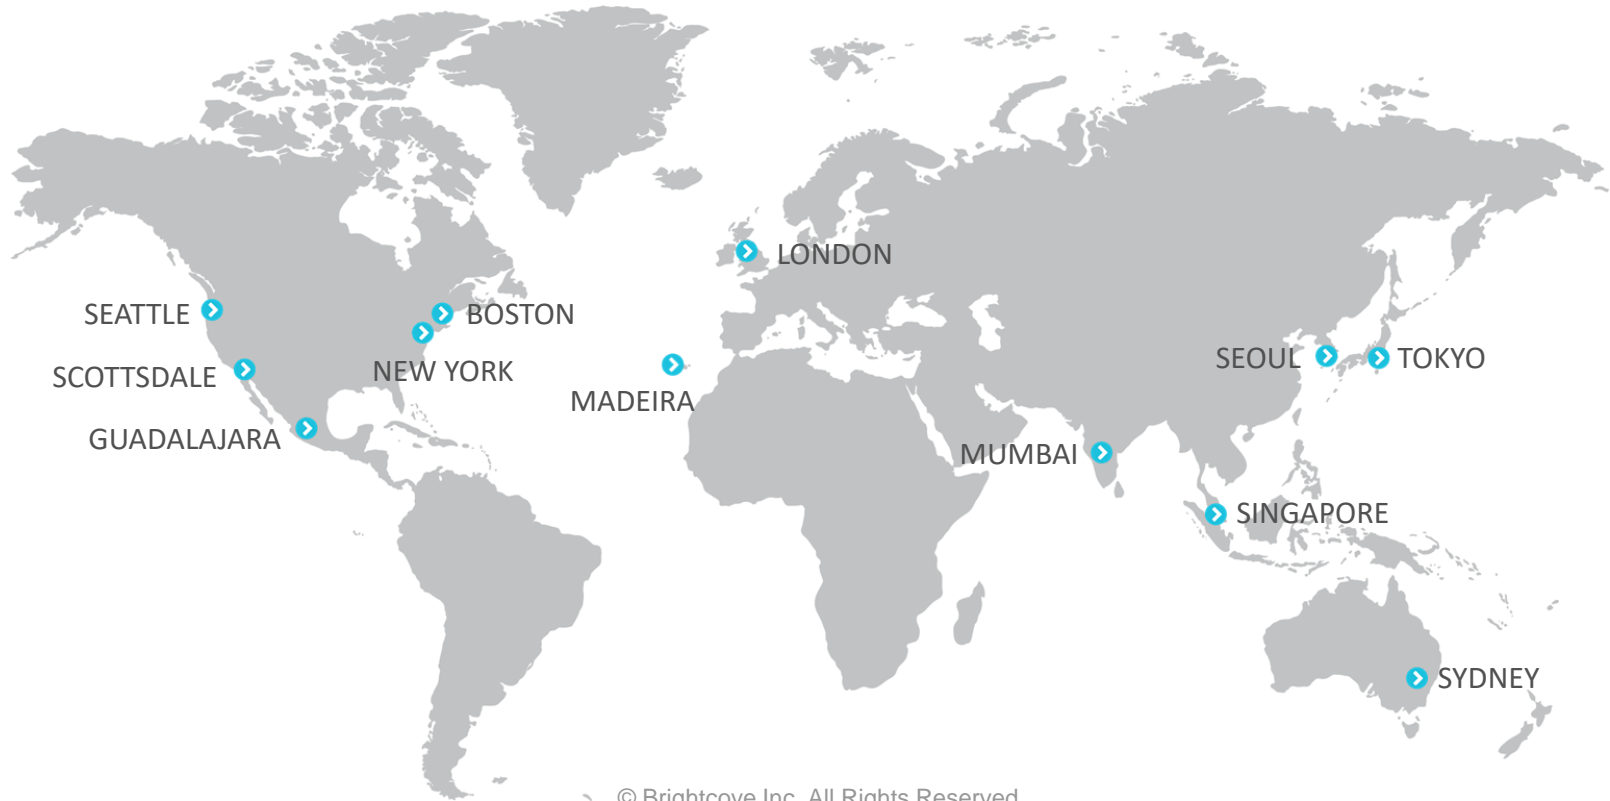 LONDON
SEATTLE
BOSTON
NEW YORK
SCOTTSDALE
MADEIRA
GUADALAJARA
SEOUL
TOKYO
MUMBAI
SINGAPORE
SYDNEY
© Brightcove Inc. All Rights Reserved